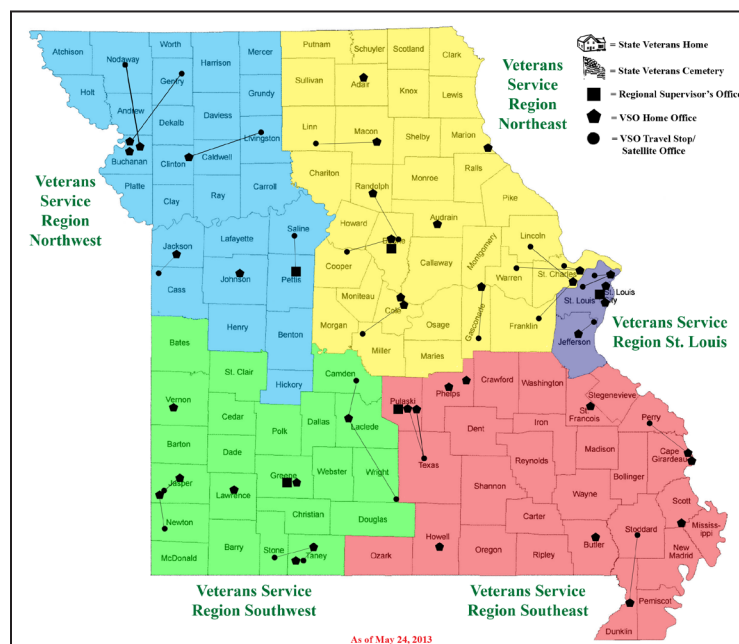 Atchison
Nodaway
Worth
Harrison
Mercer
Putnam
Schuyler
Scotland
Clark
Holt
Gentry
Grundy
Sullivan
Adair
Knox
Lewis
Andrew
Dekalb
Daviess
Livingston
Linn
Macon
Shelby
Marion
Buchanan
Clinton
Caldwell
Platte
Clay
Ray
Carroll
Chariton
Randolph
Monroe
Ralls
Pike
Saline
Howard
Audrain
Lincoln
Jackson
Lafayette
Cooper
Callaway
Montgomery
Warren
St. Charles
Cass
Johnson
Pettis
Moniteau
Cole
Osage
Gasconade
Franklin
St. Louis
St. Louis
Henry
Benton
Morgan
Miller
Maries
Jefferson
Bates
Hickory
St. Clair
Camden
Vernon
Cedar
Polk
Dallas
Laclede
Pulaski
Phelps
Crawford
Washington
Stegenevieve
St.
Francois
Perry
Barton
Dade
Dent
Iron
Madison
Cape
Girardeau
Jasper
Lawrence
Greene
Webster
Wright
Texas
Reynolds
Bollinger
Newton
Christian
Douglas
Shannon
Wayne
Scott
McDonald
Barry
Stone
Taney
Ozark
Howell
Oregon
Carter
Ripley
Butler
Stoddard
Mississ-
ippi
New
Madrid
Pemiscot
Dunklin
Veterans
Service
Region
Northeast
Veterans
Service
Region
Northwest
Veterans Service
Region St. Louis
Veterans Service
Region Southwest
Veterans Service
Region Southeast
= State Veterans Home
= State Veterans Cemetery
= Regional Supervisor's Office
= VSO Home Office
= VSO Travel Stop/
Satellite Office
As of May 24, 2013